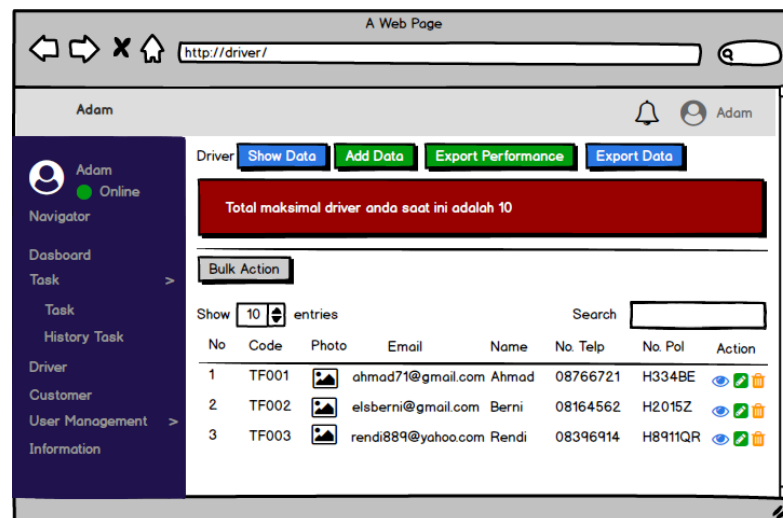 A Web Page
http://driver/
Adam
Adam
Adam
Online
Navigator
Dasboard
Task >
Task
History Task
Driver
Customer
User Management >
Information
Driver Show Data Add Data Export Performance Export Data
Total maksimal driver anda saat ini adalah 10
Bulk Action
Show 10 entries Search
No Code Photo Email Name No. Telp No. Pol Action
1 TF001 ahmad71@gmail.com Ahmad 08766721 H334BE
2 TF002 elsberni@gmail.com Berni 08164562 H2015Z
3 TF003 rendi889@yahoo.com Rendi 08396914 H8911QR